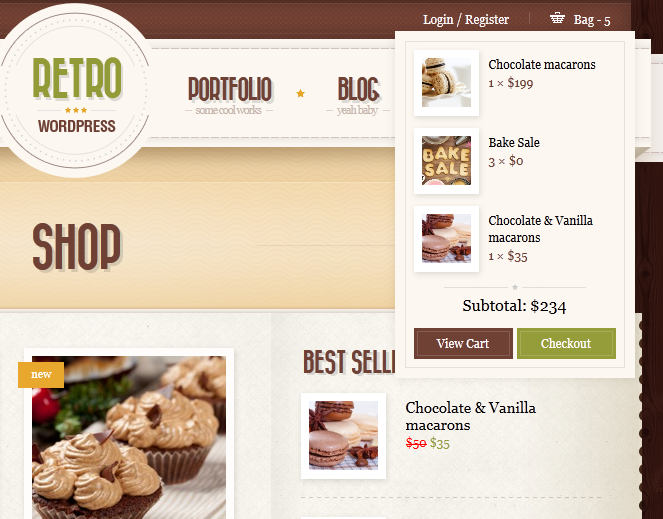 Login / Register
Bag - 5
RETRO
WORDPRESS
PORTFOLIO
some cool works
BLOG
yeah baby
Chocolate macarons
1 × $199
Bake Sale
3 × $0
BAKE
SALE
Chocolate & Vanilla
macarons
1 × $35
Subtotal: $234
View Cart
Checkout
SHOP
new
BEST SELL
Chocolate & Vanilla
macarons
$50 $35